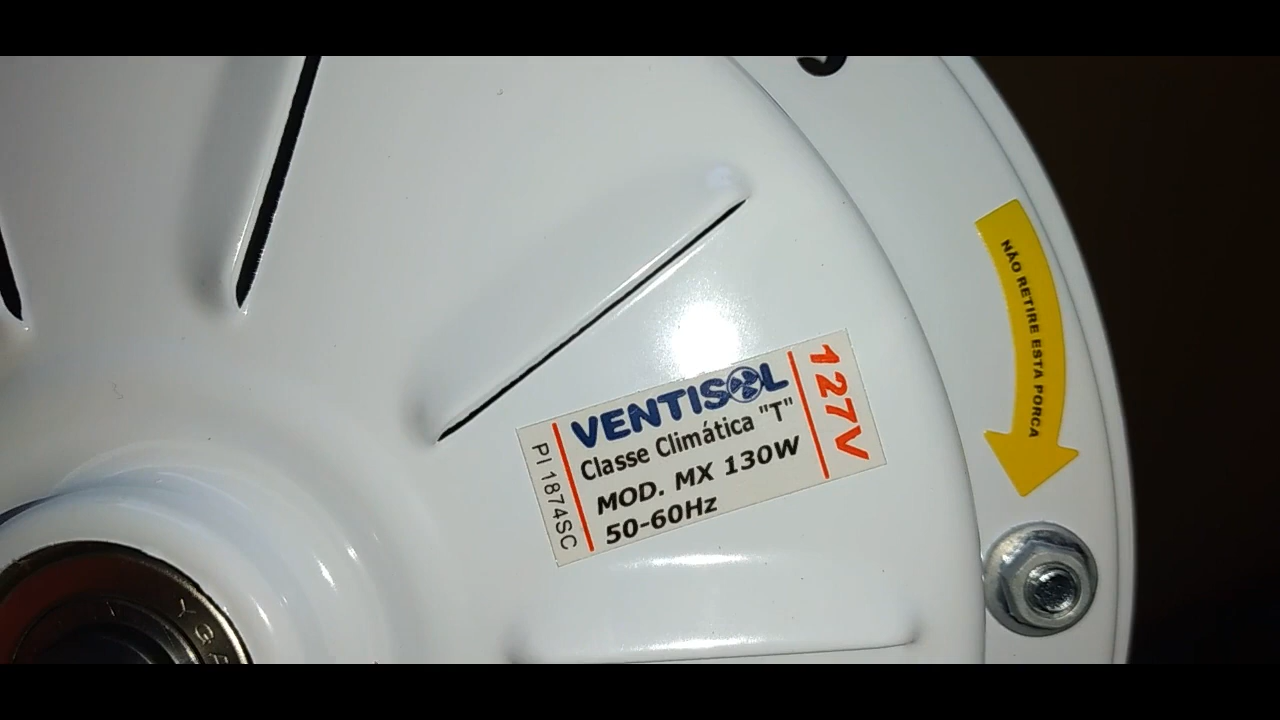 NÃO RETIRE ESTA PORCA
VENTISOL
Classe Climática "T"
MOD. MX 130W
50-60Hz
127V
PI 1874SC